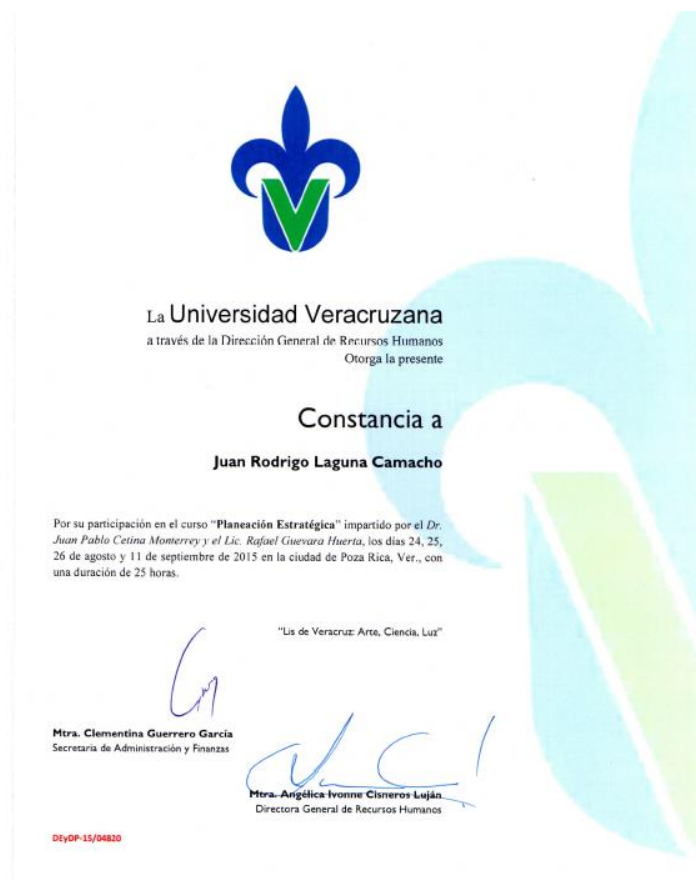 La Universidad Veracruzana
a través de la Dirección General de Recursos Humanos
Otorga la presente
Constancia a
Juan Rodrigo Laguna Camacho
Por su participación en el curso "Planeación Estratégica" impartido por el Dr.
Juan Pablo Cetina Monterrey y el Lic. Rafael Guevara Huerta, los días 24, 25,
26 de agosto y 11 de septiembre de 2015 en la ciudad de Poza Rica, Ver., con
una duración de 25 horas.
"Lis de Veracruz: Arte, Ciencia, Luz"
Mtra. Clementina Guerrero García
Secretaria de Administración y Finanzas
Mtra. Angélica Ivonne Cisneros Luján
Directora General de Recursos Humanos
DEyDP-15/04820